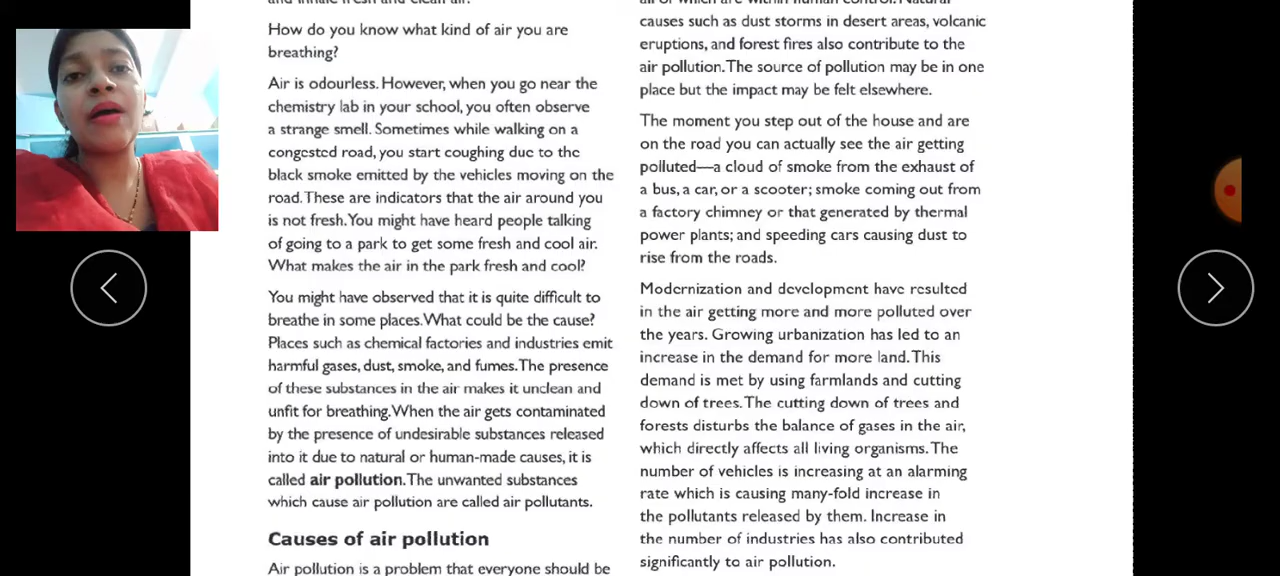 and inhale fresh and clean air?
How do you know what kind of air you are
breathing?
Air is odourless. However, when you go near the
chemistry lab in your school, you often observe
a strange smell. Sometimes while walking on a
congested road, you start coughing due to the
black smoke emitted by the vehicles moving on the
road. These are indicators that the air around you
is not fresh. You might have heard people talking
of going to a park to get some fresh and cool air.
What makes the air in the park fresh and cool?
You might have observed that it is quite difficult to
breathe in some places. What could be the cause?
Places such as chemical factories and industries emit
harmful gases, dust, smoke, and fumes. The presence
of these substances in the air makes it unclean and
unfit for breathing. When the air gets contaminated
by the presence of undesirable substances released
into it due to natural or human-made causes, it is
called air pollution. The unwanted substances
which cause air pollution are called air pollutants.
Causes of air pollution
Air pollution is a problem that everyone should be
all of which are within human control. Natural
causes such as dust storms in desert areas, volcanic
eruptions, and forest fires also contribute to the
air pollution. The source of pollution may be in one
place but the impact may be felt elsewhere.
The moment you step out of the house and are
on the road you can actually see the air getting
polluted—a cloud of smoke from the exhaust of
a bus, a car, or a scooter; smoke coming out from
a factory chimney or that generated by thermal
power plants; and speeding cars causing dust to
rise from the roads.
Modernization and development have resulted
in the air getting more and more polluted over
the years. Growing urbanization has led to an
increase in the demand for more land. This
demand is met by using farmlands and cutting
down of trees. The cutting down of trees and
forests disturbs the balance of gases in the air,
which directly affects all living organisms. The
number of vehicles is increasing at an alarming
rate which is causing many-fold increase in
the pollutants released by them. Increase in
the number of industries has also contributed
significantly to air pollution.